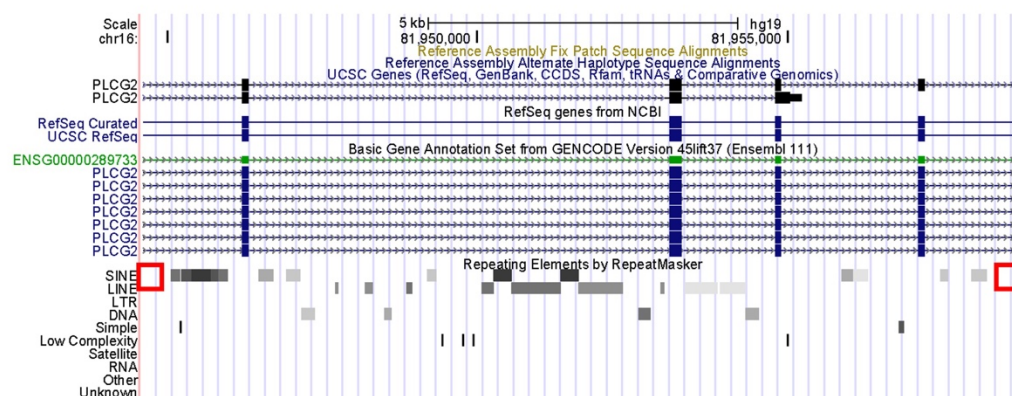 Scale 5 kb hg19
chr16: 81,950,000 81,955,000
Reference Assembly Fix Patch Sequence Alignments
Reference Assembly Alternate Haplotype Sequence Alignments
UCSC Genes (RefSeq, GenBank, CCDS, Rfam, tRNAs & Comparative Genomics)
PLCG2
PLCG2
RefSeq genes from NCBI
RefSeq Curated
UCSC RefSeq
Basic Gene Annotation Set from GENCODE Version 45lift37 (Ensembl 111)
ENSG00000289733
PLCG2
PLCG2
PLCG2
PLCG2
PLCG2
PLCG2
PLCG2
Repeating Elements by RepeatMasker
SINE
LINE
LTR
DNA
Simple
Low Complexity
Satellite
RNA
Other
Unknown